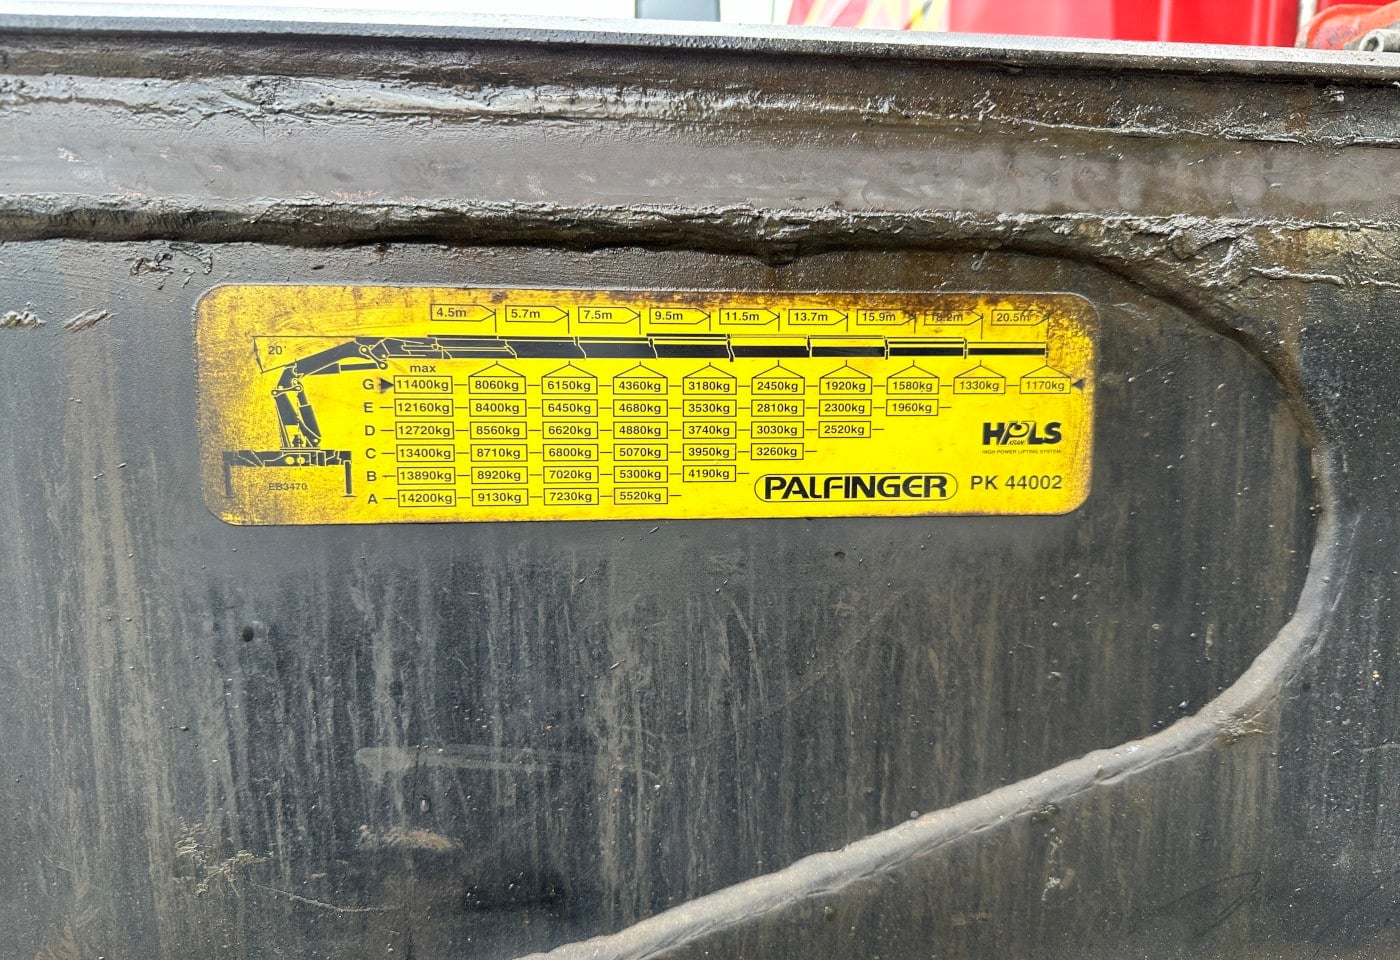 4.5m 5.7m 7.5m 9.5m 11.5m 13.7m 15.9m 18.2m 20.5m
20°
max
G 11400kg 8060kg 6150kg 4360kg 3180kg 2450kg 1920kg 1580kg 1330kg 1170kg
E 12160kg 8400kg 6450kg 4680kg 3530kg 2810kg 2300kg 1960kg
D 12720kg 8560kg 6620kg 4880kg 3740kg 3030kg 2520kg
C 13400kg 8710kg 6800kg 5070kg 3950kg 3260kg
B 13890kg 8920kg 7020kg 5300kg 4190kg
A 14200kg 9130kg 7230kg 5520kg
EB3470
HPLS
HIGH POWER LIFTING SYSTEM
PALFINGER PK 44002